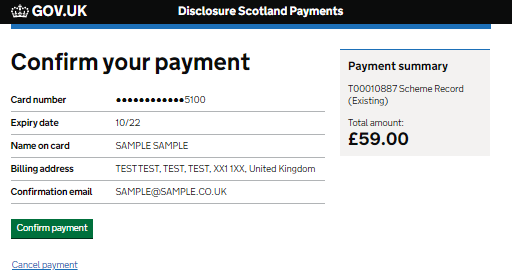 GOV.UK
Disclosure Scotland Payments
Confirm your payment
Card number ●●●●●●●●●●●●5100
Expiry date 10/22
Name on card SAMPLE SAMPLE
Billing address TESTTEST, TEST, TEST, XX1 1XX, United Kingdom
Confirmation email SAMPLE@SAMPLE.CO.UK
Confirm payment
Cancel payment
Payment summary
T00010887 Scheme Record
(Existing)
Total amount:
£59.00